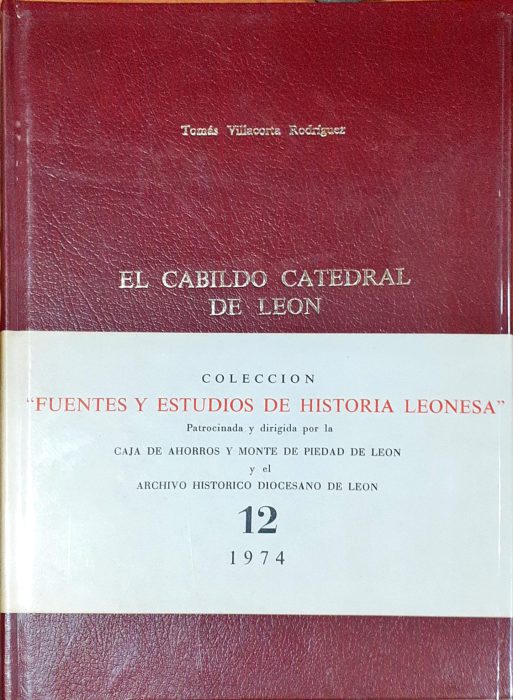 Tomás Villacorta Rodríguez
EL CABILDO CATEDRAL
DE LEON
COLECCION
"FUENTES Y ESTUDIOS DE HISTORIA LEONESA"
Patrocinada y dirigida por la
CAJA DE AHORROS Y MONTE DE PIEDAD DE LEON
y el
ARCHIVO HISTORICO DIOCESANO DE LEON
12
1974